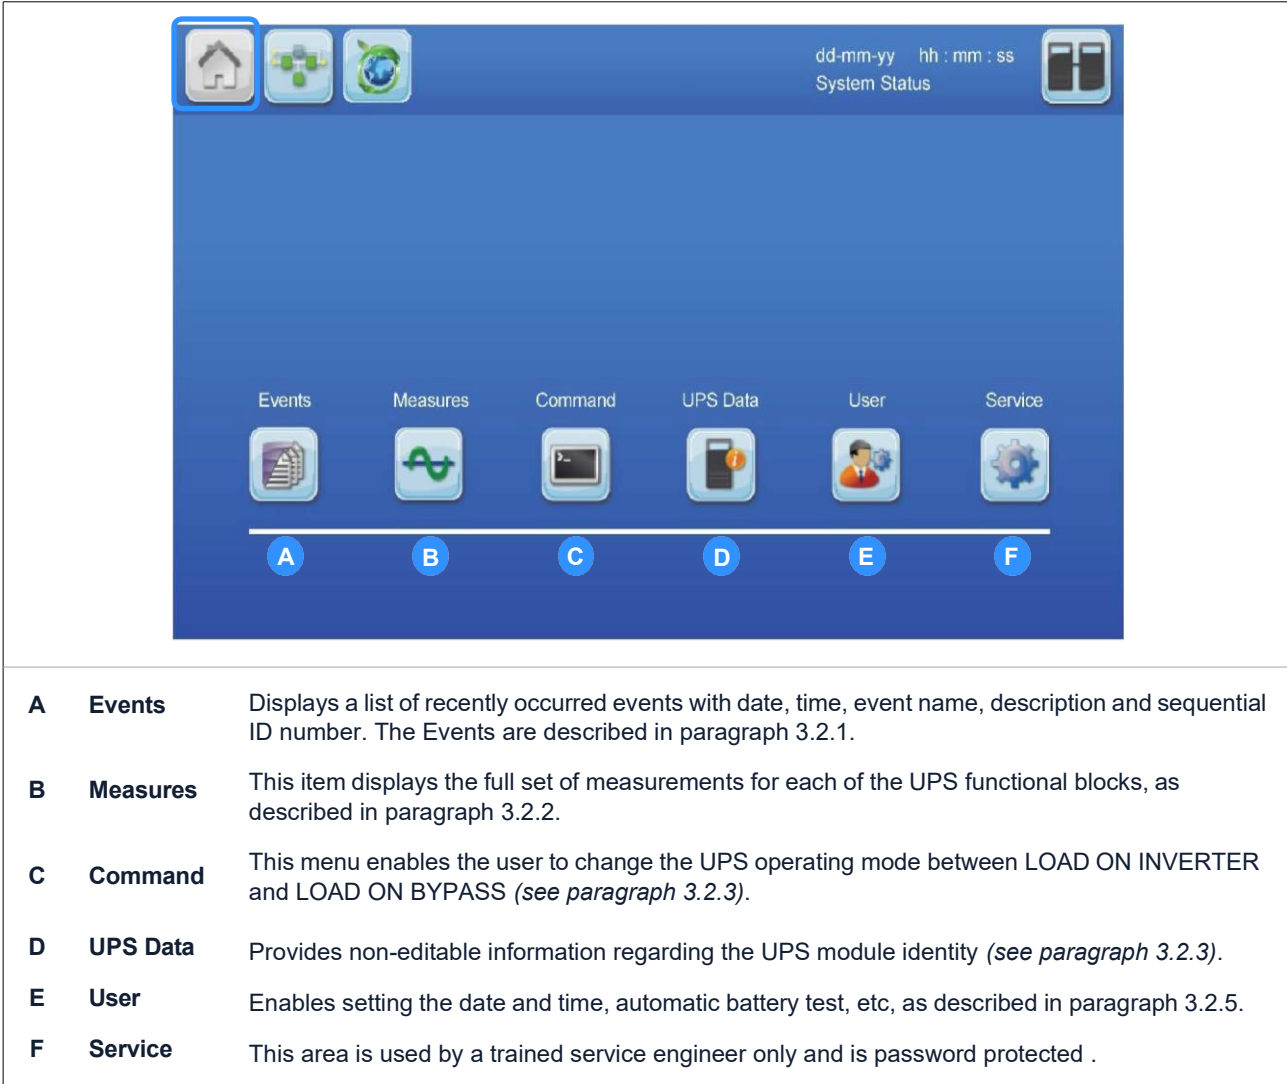 dd-mm-yy hh : mm : ss
System Status
Events Measures Command UPS Data User Service
A B C D E F
A Events Displays a list of recently occurred events with date, time, event name, description and sequential
ID number. The Events are described in paragraph 3.2.1.
B Measures This item displays the full set of measurements for each of the UPS functional blocks, as
described in paragraph 3.2.2.
C Command This menu enables the user to change the UPS operating mode between LOAD ON INVERTER
and LOAD ON BYPASS (see paragraph 3.2.3).
D UPS Data Provides non-editable information regarding the UPS module identity (see paragraph 3.2.3).
E User Enables setting the date and time, automatic battery test, etc, as described in paragraph 3.2.5.
F Service This area is used by a trained service engineer only and is password protected .